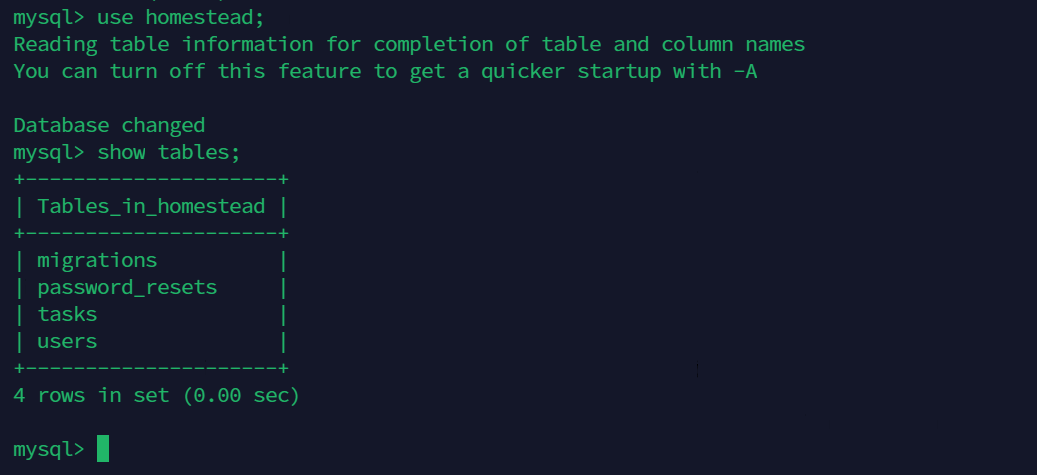 mysql> use homestead;
Reading table information for completion of table and column names
You can turn off this feature to get a quicker startup with -A
Database changed
mysql> show tables;
+---------------------+
| Tables_in_homestead |
+---------------------+
| migrations          |
| password_resets     |
| tasks               |
| users               |
+---------------------+
4 rows in set (0.00 sec)
mysql>